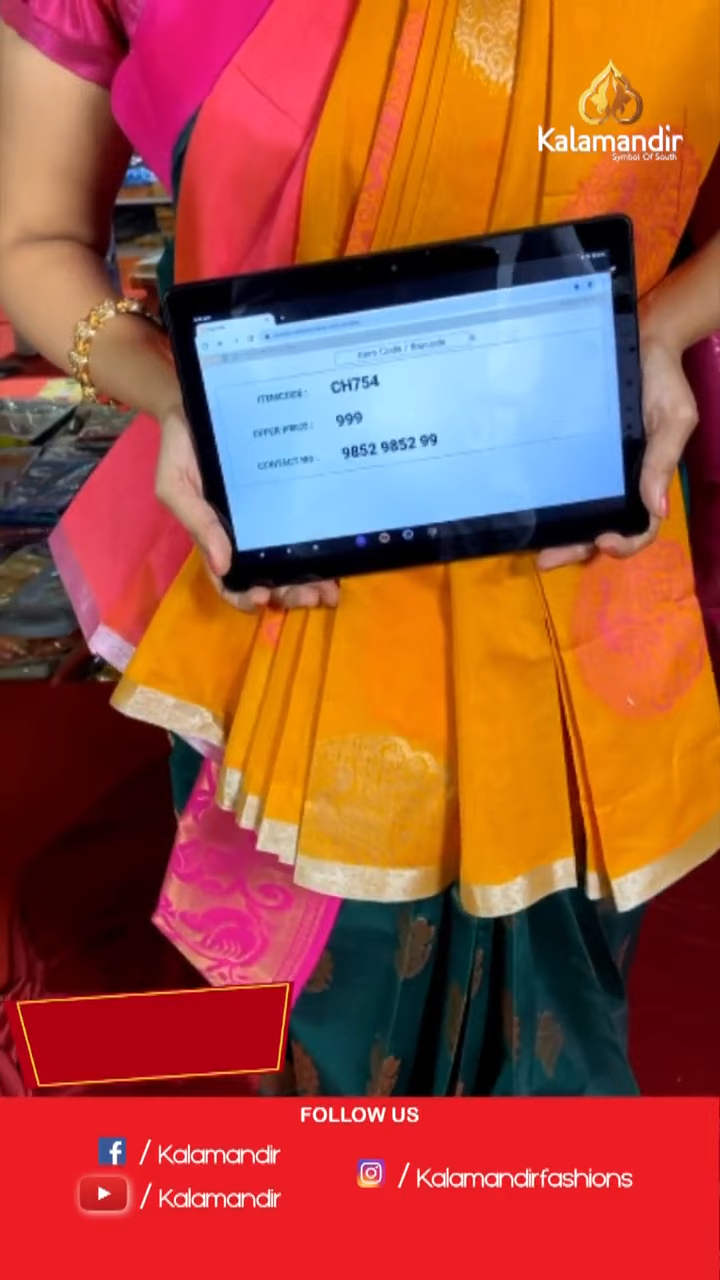 Kalamandir
Symbol Of South
Item Code / Barcode
ITEMCODE : CH754
OFFER PRICE : 999
CONTACT NO : 9852 9852 99
FOLLOW US
/ Kalamandir
/ Kalamandir
/ Kalamandirfashions